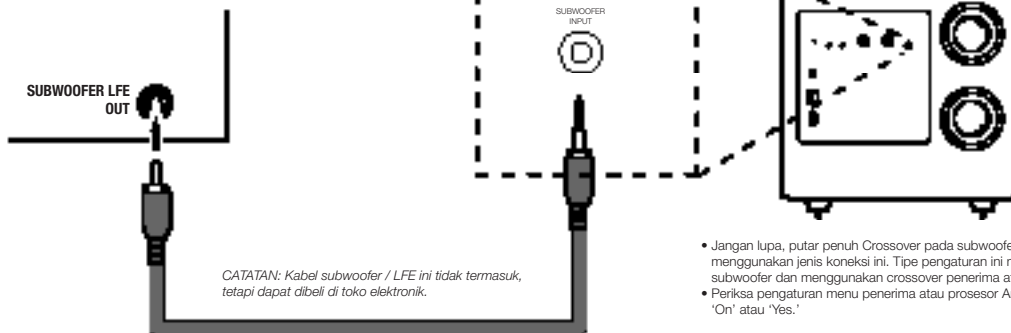 SUBWOOFER
INPUT
SUBWOOFER LFE
OUT
CATATAN: Kabel subwoofer / LFE ini tidak termasuk,
tetapi dapat dibeli di toko elektronik.
• Jangan lupa, putar penuh Crossover pada
menggunakan jenis koneksi ini. Tipe pengaturan ini
subwoofer dan menggunakan crossover penerima
• Periksa pengaturan menu penerima atau prosesor
‘On’ atau ‘Yes.’